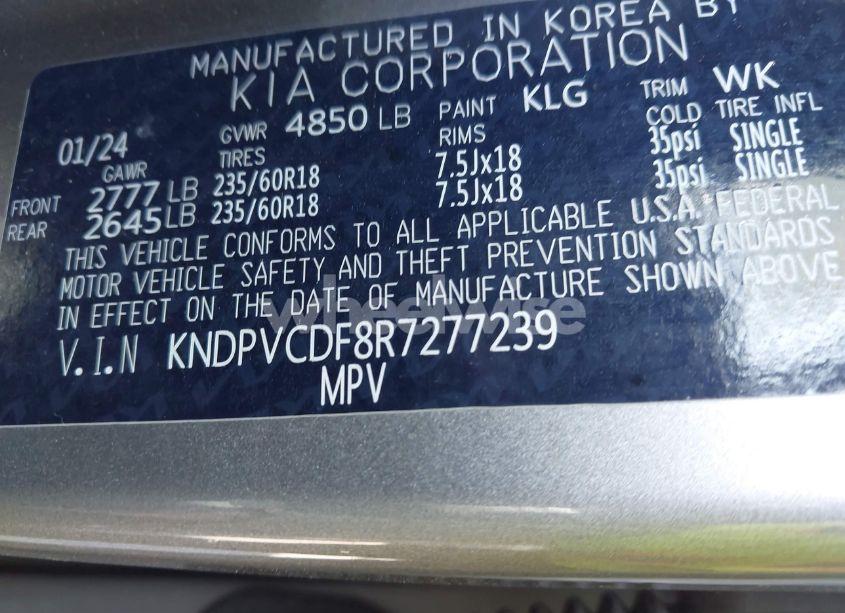 MANUFACTURED IN KOREA BY
KIA CORPORATION
01/24 GVWR 4850 LB PAINT KLG TRIM WK
GAWR TIRES RIMS COLD TIRE INFL
FRONT 2777 LB 235/60R18 7.5Jx18 35psi SINGLE
REAR 2645 LB 235/60R18 7.5Jx18 35psi SINGLE
THIS VEHICLE CONFORMS TO ALL APPLICABLE U.S.A. FEDERAL
MOTOR VEHICLE SAFETY AND THEFT PREVENTION STANDARDS
IN EFFECT ON THE DATE OF MANUFACTURE SHOWN ABOVE
wheelwise
V.I.N KNDPVCDF8R7277239
MPV